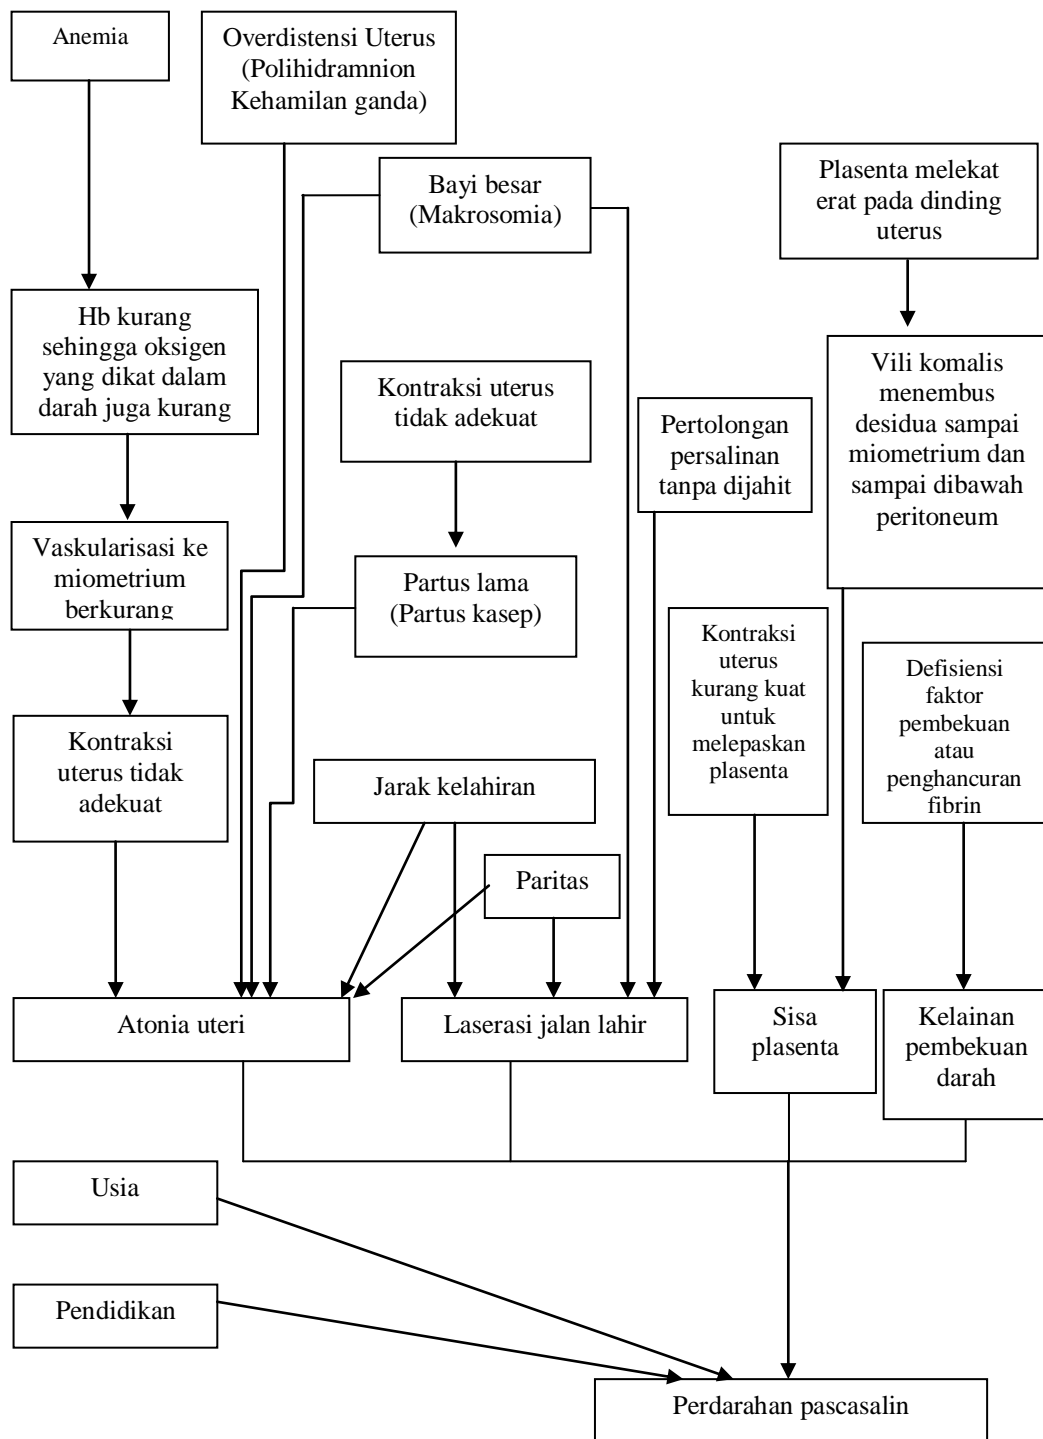 Anemia
Overdistensi Uterus
(Polihidramnion
Kehamilan ganda)
Bayi besar
(Makrosomia)
Plasenta melekat
erat pada dinding
uterus
Hb kurang
sehingga oksigen
yang dikat dalam
darah juga kurang
Kontraksi uterus
tidak adekuat
Pertolongan
persalinan
tanpa dijahit
Vili komalis
menembus
desidua sampai
miometrium dan
sampai dibawah
peritoneum
Vaskularisasi ke
miometrium
berkurang
Partus lama
(Partus kasep)
Kontraksi
uterus
kurang kuat
untuk
melepaskan
plasenta
Defisiensi
faktor
pembekuan
atau
penghancuran
fibrin
Kontraksi
uterus tidak
adekuat
Jarak kelahiran
Paritas
Atonia uteri
Laserasi jalan lahir
Sisa
plasenta
Kelainan
pembekuan
darah
Usia
Pendidikan
Perdarahan pascasalin